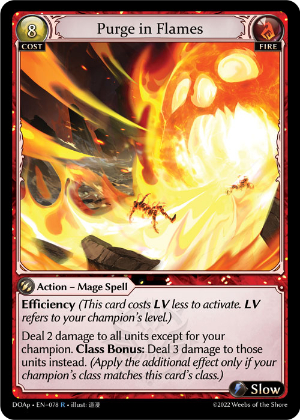 8
Purge in Flames
COST
FIRE
Action – Mage Spell
Efficiency (This card costs LV less to activate. LV
refers to your champion's level.)
Deal 2 damage to all units except for your
champion. Class Bonus: Deal 3 damage to those
units instead. (Apply the additional effect only if your
champion's class matches this card's class.)
Slow
DOAp • EN-078 R • illust:
©2022 Weebs of the Shore